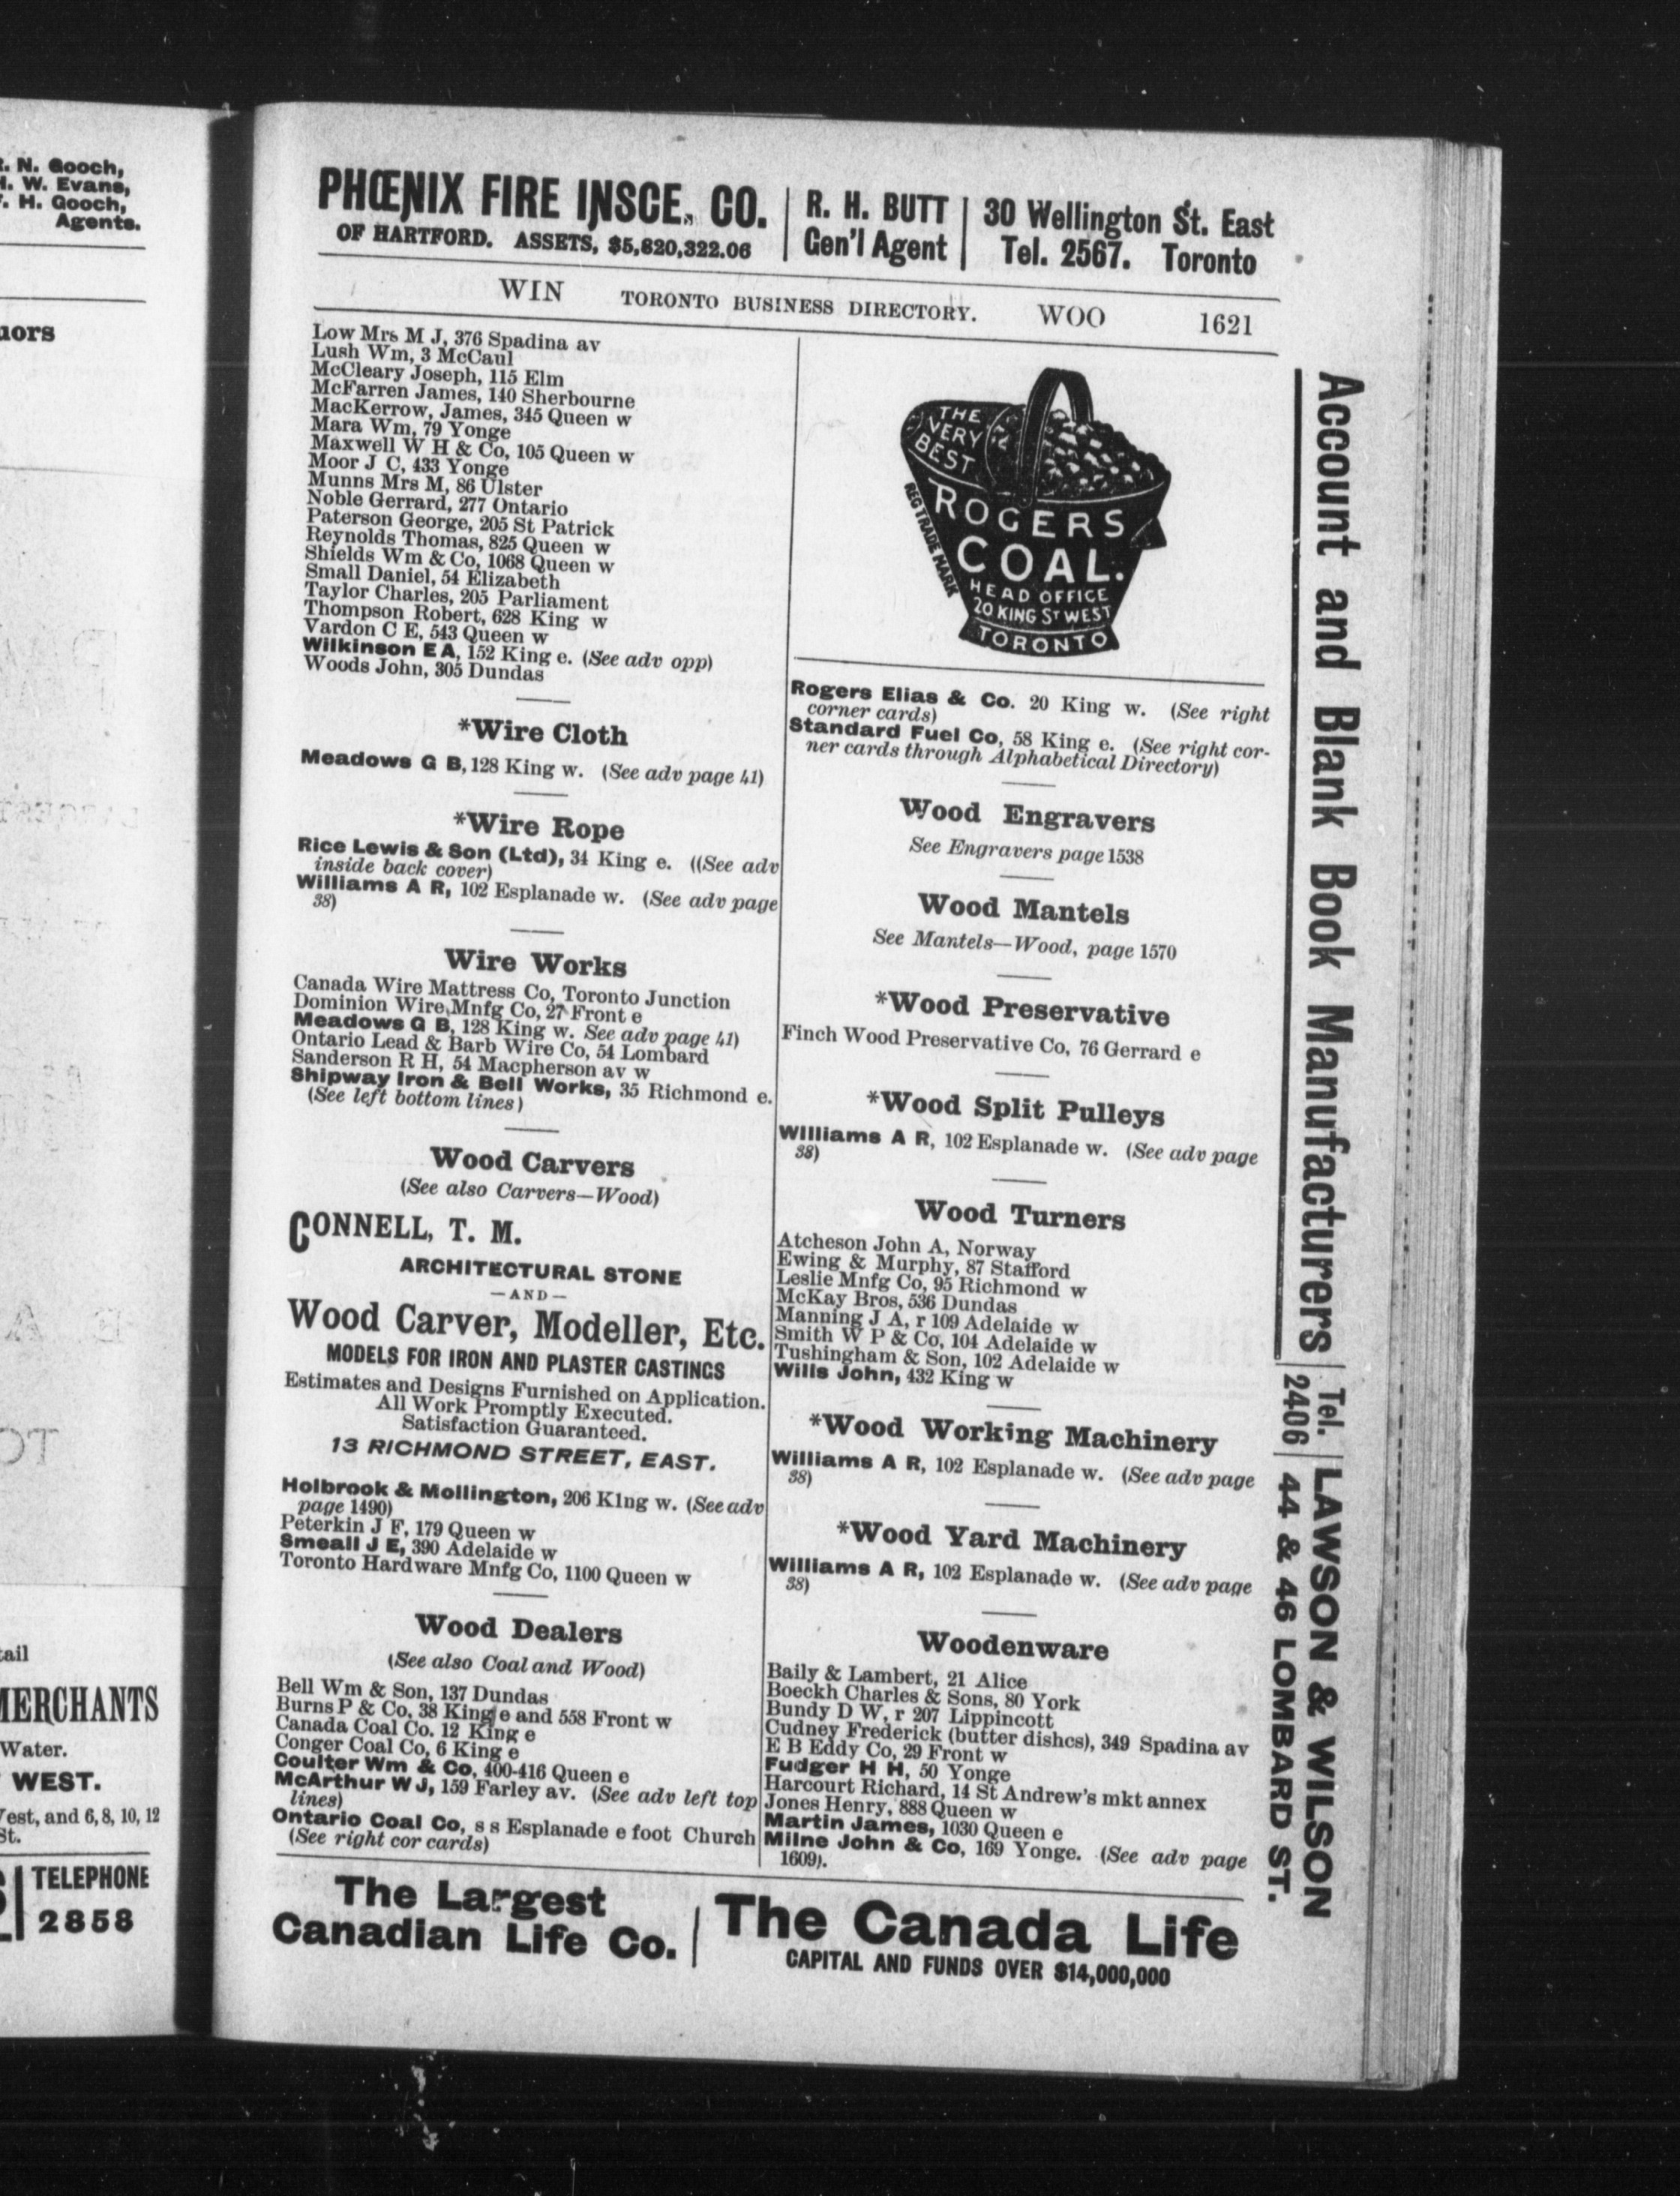 . N. Gooch,
. W. Evans,
. H. Gooch,
Agents.
uors
tail
MERCHANTS
Water.
WEST.
Vest, and 6, 8, 10, 12
St.
TELEPHONE
2858
PHŒNIX FIRE INSCE. CO.
OF HARTFORD. ASSETS, $5,820,322.06
R. H. BUTT
Gen'l Agent
30 Wellington St. East
Tel. 2567. Toronto
WIN TORONTO BUSINESS DIRECTORY. WOO 1621
Low Mrs M J, 376 Spadina av
Lush Wm, 3 McCaul
McCleary Joseph, 115 Elm
McFarren James, 140 Sherbourne
MacKerrow, James, 345 Queen w
Mara Wm, 79 Yonge
Maxwell W H & Co, 105 Queen w
Moor J C, 433 Yonge
Munns Mrs M, 86 Ulster
Noble Gerrard, 277 Ontario
Paterson George, 205 St Patrick
Reynolds Thomas, 825 Queen w
Shields Wm & Co, 1068 Queen w
Small Daniel, 54 Elizabeth
Taylor Charles, 205 Parliament
Thompson Robert, 628 King w
Vardon C E, 543 Queen w
Wilkinson E A, 152 King e. (See adv opp)
Woods John, 305 Dundas
*Wire Cloth
Meadows G B, 128 King w. (See adv page 41)
*Wire Rope
Rice Lewis & Son (Ltd), 34 King e. ((See adv
inside back cover)
Williams A R, 102 Esplanade w. (See adv page
38)
Wire Works
Canada Wire Mattress Co, Toronto Junction
Dominion Wire Mnfg Co, 27 Front e
Meadows G B, 128 King w. See adv page 41)
Ontario Lead & Barb Wire Co, 54 Lombard
Sanderson R H, 54 Macpherson av w
Shipway Iron & Bell Works, 35 Richmond e.
(See left bottom lines)
Wood Carvers
(See also Carvers—Wood)
CONNELL, T. M.
ARCHITECTURAL STONE
—AND—
Wood Carver, Modeller, Etc.
MODELS FOR IRON AND PLASTER CASTINGS
Estimates and Designs Furnished on Application.
All Work Promptly Executed.
Satisfaction Guaranteed.
13 RICHMOND STREET, EAST.
Holbrook & Mollington, 206 King w. (See adv
page 1490)
Peterkin J F, 179 Queen w
Smeall J E, 390 Adelaide w
Toronto Hardware Mnfg Co, 1100 Queen w
Wood Dealers
(See also Coal and Wood)
Bell Wm & Son, 137 Dundas
Burns P & Co, 38 King e and 558 Front w
Canada Coal Co. 12 King e
Conger Coal Co, 6 King e
Coulter Wm & Co, 400-416 Queen e
McArthur W J, 159 Farley av. (See adv left top
lines)
Ontario Coal Co, s s Esplanade e foot Church
(See right cor cards)
THE
VERY
BEST
ROGERS
COAL.
HEAD OFFICE
20 KING ST WEST
TORONTO
REG TRADE MARK
Rogers Elias & Co. 20 King w. (See right
corner cards)
Standard Fuel Co, 58 King e. (See right cor-
ner cards through Alphabetical Directory)
Wood Engravers
See Engravers page 1538
Wood Mantels
See Mantels—Wood, page 1570
*Wood Preservative
Finch Wood Preservative Co, 76 Gerrard e
*Wood Split Pulleys
Williams A R, 102 Esplanade w. (See adv page
38)
Wood Turners
Atcheson John A, Norway
Ewing & Murphy, 87 Stafford
Leslie Mnfg Co, 95 Richmond w
McKay Bros, 536 Dundas
Manning J A, r 109 Adelaide w
Smith W P & Co, 104 Adelaide w
Tushingham & Son, 102 Adelaide w
Wills John, 432 King w
*Wood Working Machinery
Williams A R, 102 Esplanade w. (See adv page
38)
*Wood Yard Machinery
Williams A R, 102 Esplanade w. (See adv page
38)
Woodenware
Baily & Lambert, 21 Alice
Boeckh Charles & Sons, 80 York
Bundy D W, r 207 Lippincott
Cudney Frederick (butter dishes), 349 Spadina av
E B Eddy Co, 29 Front w
Fudger H H, 50 Yonge
Harcourt Richard, 14 St Andrew's mkt annex
Jones Henry, 888 Queen w
Martin James, 1030 Queen e
Milne John & Co, 169 Yonge. (See adv page
1609).
Account and Blank Book Manufacturers
Tel.
2406
LAWSON & WILSON
44 & 46 LOMBARD ST.
The Largest
Canadian Life Co.
The Canada Life
CAPITAL AND FUNDS OVER $14,000,000